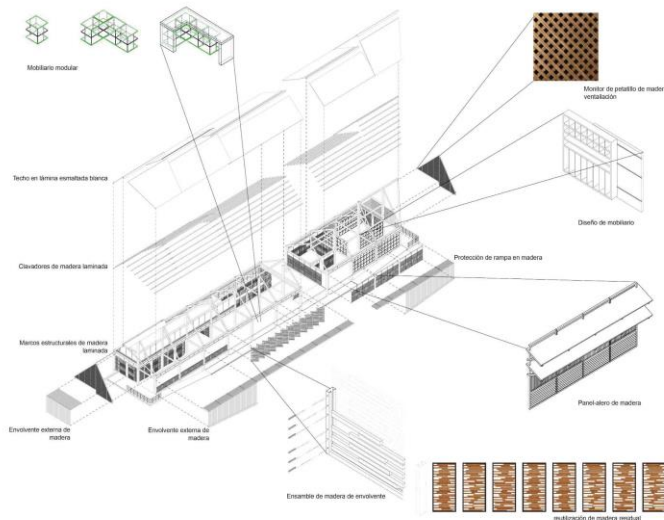 Mobiliario modular
Monitor de petatillo de madera
ventilación
Techo en lámina esmaltada blanca
Diseño de mobiliario
Protección de rampa en madera
Clavadores de madera laminada
Marcos estructurales de madera
laminada
Panel-alero de madera
Envolvente externa de
madera
Envolvente externa de
madera
Ensamble de madera de envolvente
reutilización de madera residual